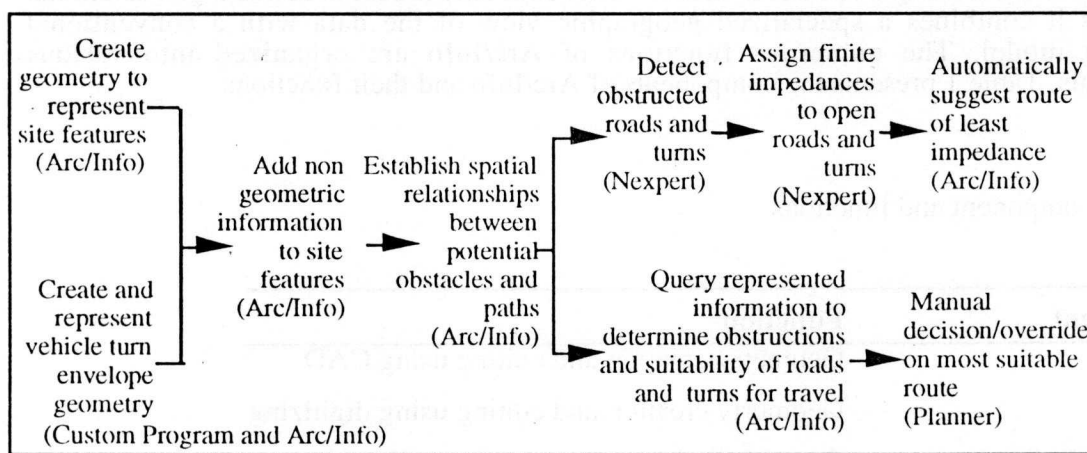 Create
geometry to
represent
site features
(Arc/Info)
Create and
represent
vehicle turn
envelope
geometry
(Custom Program and Arc/Info)
Add non
geometric
information
to site
features
(Arc/Info)
Establish spatial
relationships
between
potential
obstacles and
paths
(Arc/Info)
Detect
obstructed
roads and
turns
(Nexpert)
Assign finite
impedances
to open
roads and
turns
(Nexpert)
Automatically
suggest route
of least
impedance
(Arc/Info)
Query represented
information to
determine obstructions
and suitability of roads
and turns for travel
(Arc/Info)
Manual
decision/override
on most suitable
route
(Planner)